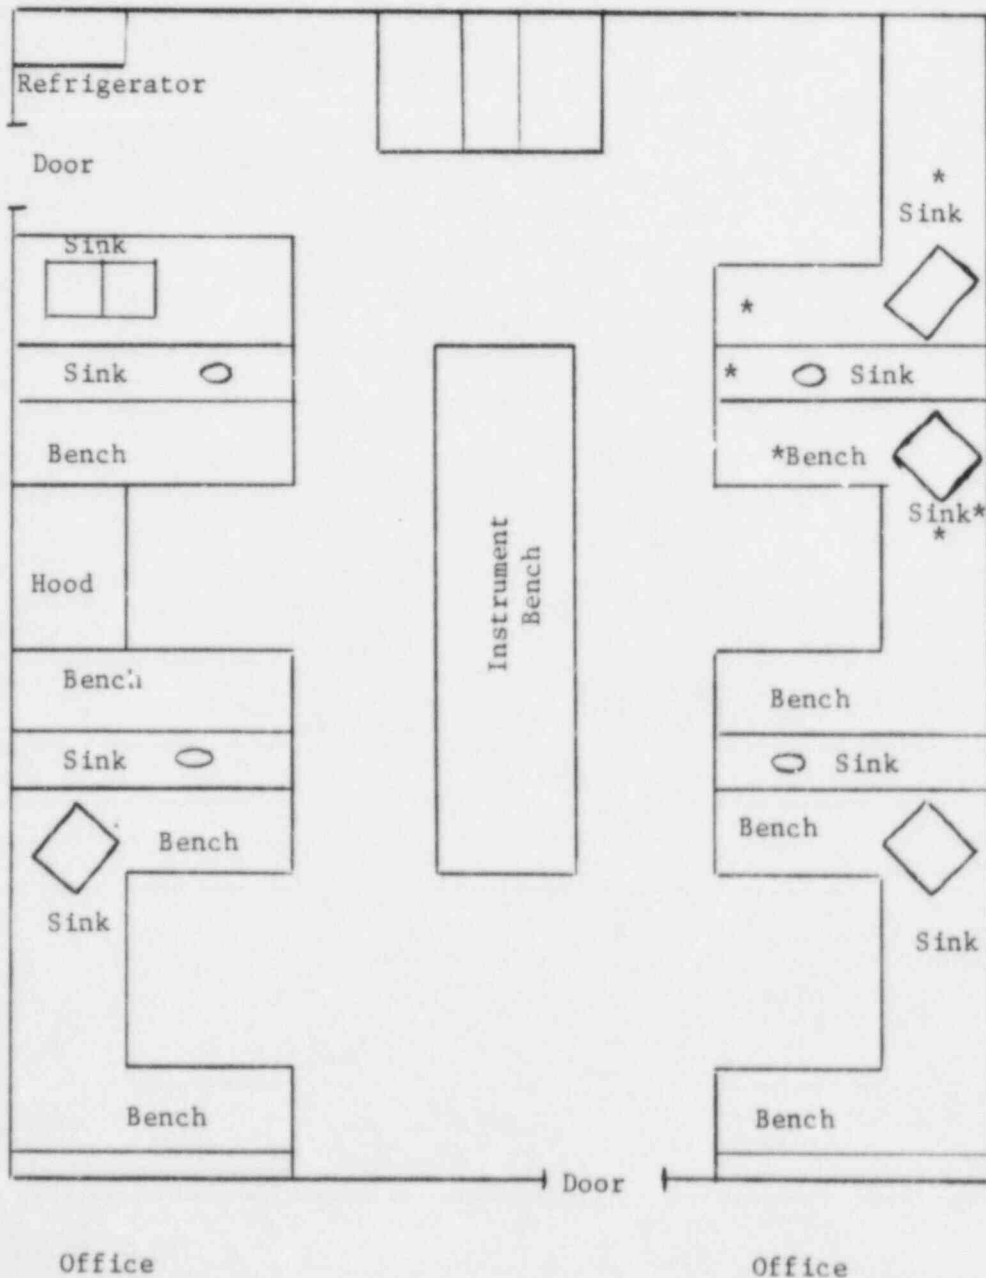 Refrigerator
Door
*
Sink
Sink
*
Sink
* Sink
Bench
*Bench
Sink*
*
Hood
Instrument
Bench
Bench
Bench
Sink
Sink
Bench
Bench
Sink
Sink
Bench
Bench
Door
Office
Office